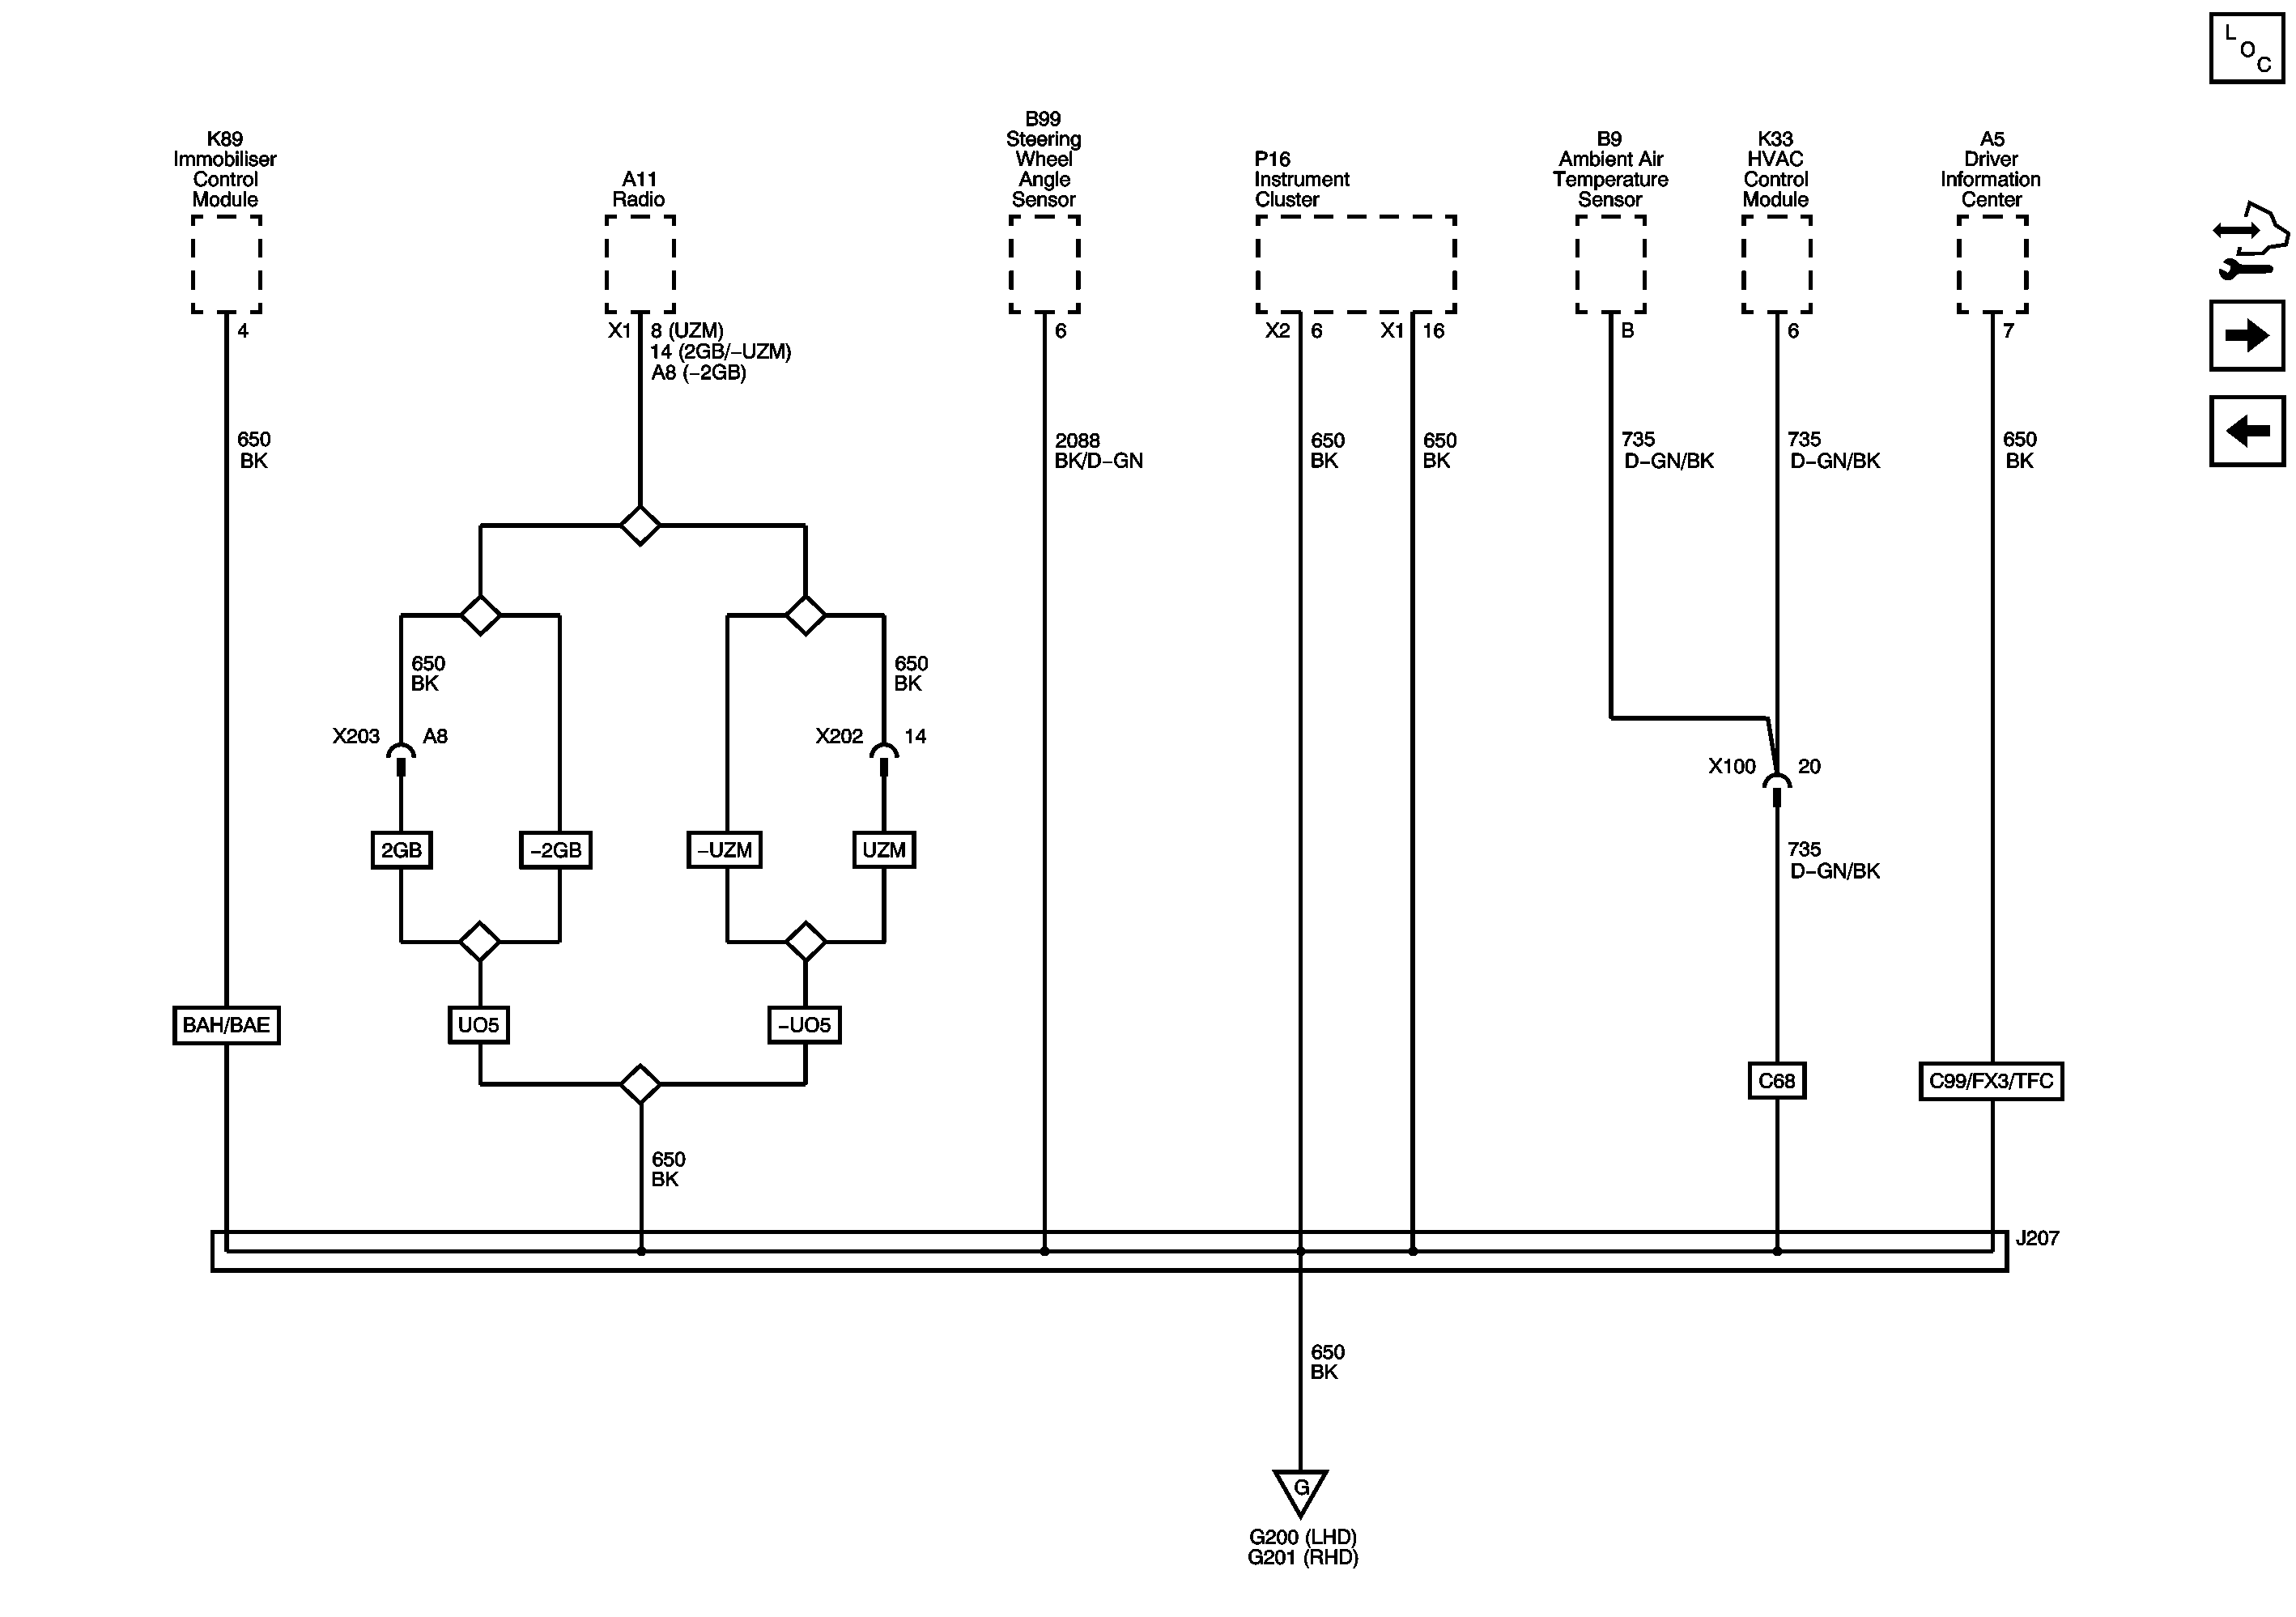 L
O
C
K89
Immobiliser
Control
Module
A11
Radio
B99
Steering
Wheel
Angle
Sensor
P16
Instrument
Cluster
B9
Ambient Air
Temperature
Sensor
K33
HVAC
Control
Module
A5
Driver
Information
Center
4
X1 8 (UZM)
14 (2GB/–UZM)
A8 (–2GB)
6
X2 6
X1 16
B
6
7
650
BK
2088
BK/D–GN
650
BK
650
BK
735
D–GN/BK
735
D–GN/BK
650
BK
650
BK
650
BK
X203 A8
X202 14
X100 20
2GB
–2GB
–UZM
UZM
735
D–GN/BK
BAH/BAE
UO5
–UO5
C68
C99/FX3/TFC
650
BK
J207
650
BK
G
G200 (LHD)
G201 (RHD)